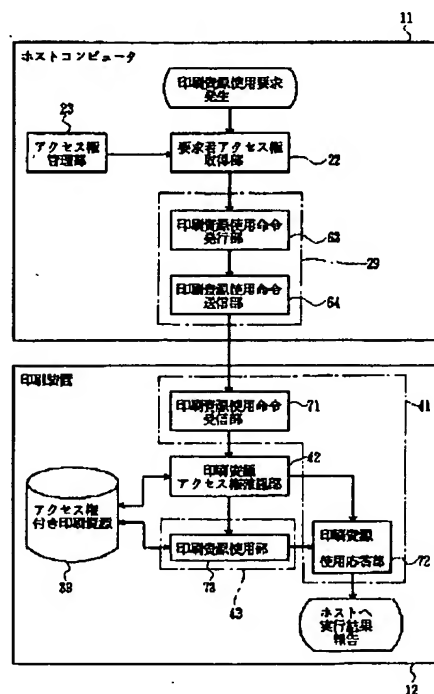 11
ホストコンピュータ
印刷資源使用要求
発生
23
アクセス権
管理部
要求者アクセス権
取得部
22
印刷資源使用命令
発行部
63
29
印刷資源使用命令
送信部
64
印刷装置
印刷資源使用命令
受信部
71
41
42
印刷資源
アクセス権確認部
アクセス権
付き印刷資源
39
印刷資源使用部
73
43
印刷資源
使用応答部
72
ホストへ
実行結果
報告
12